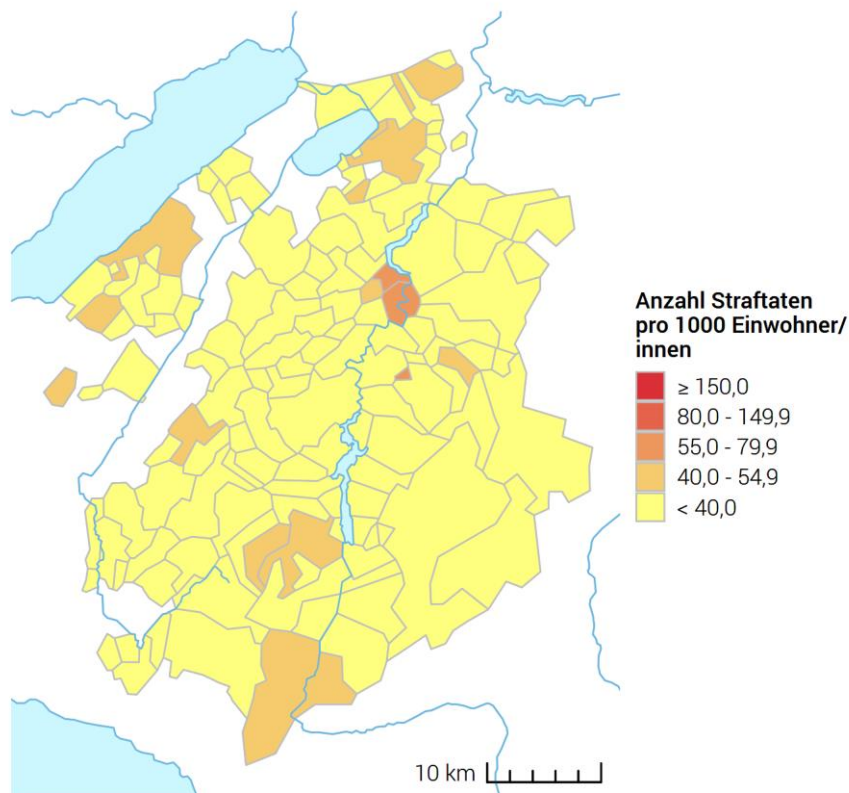 Anzahl Straftaten
pro 1000 Einwohner/
innen
≥ 150,0
80,0 - 149,9
55,0 - 79,9
40,0 - 54,9
< 40,0
10 km